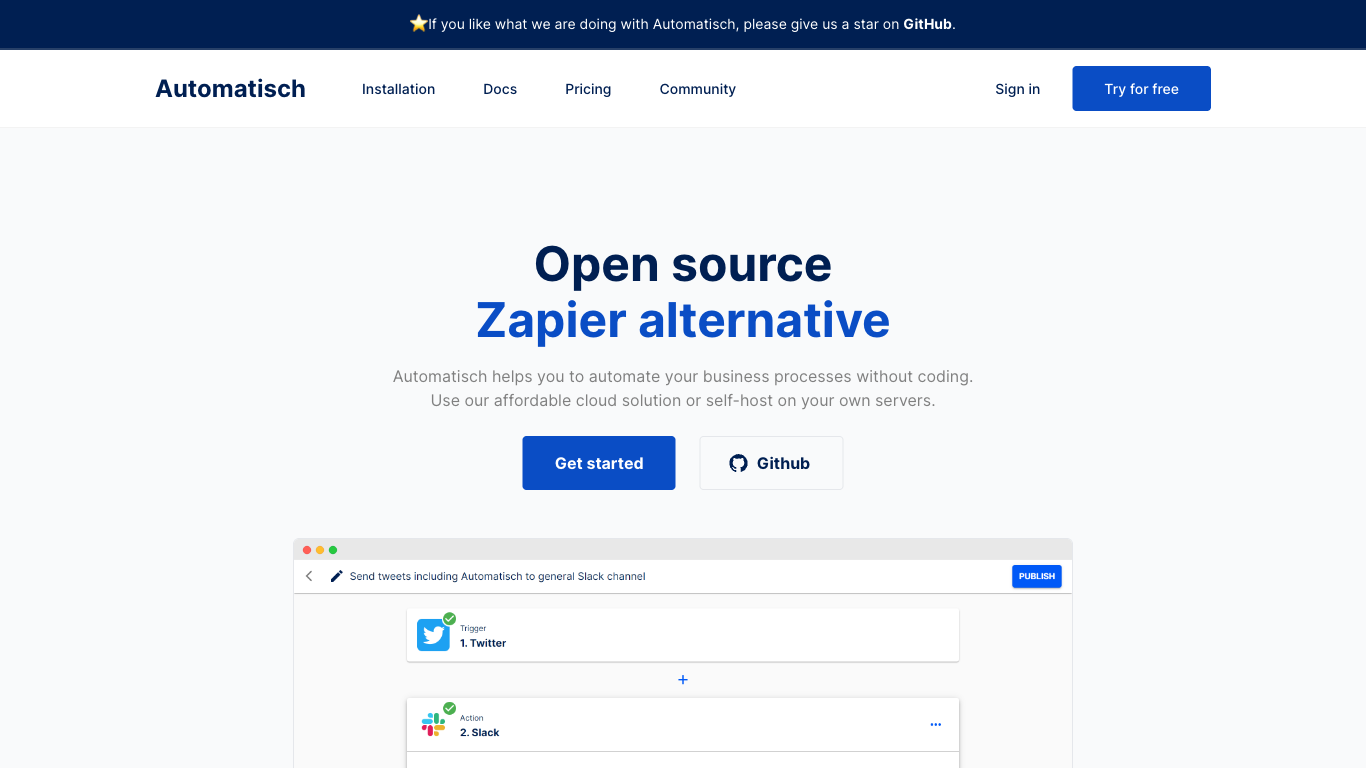 ⭐If you like what we are doing with Automatisch, please give us a star on GitHub.
Automatisch
Installation
Docs
Pricing
Community
Sign in
Try for free
Open source
Zapier alternative
Automatisch helps you to automate your business processes without coding.
Use our affordable cloud solution or self-host on your own servers.
Get started
Github
Send tweets including Automatisch to general Slack channel
PUBLISH
Trigger
1. Twitter
+
Action
2. Slack
...